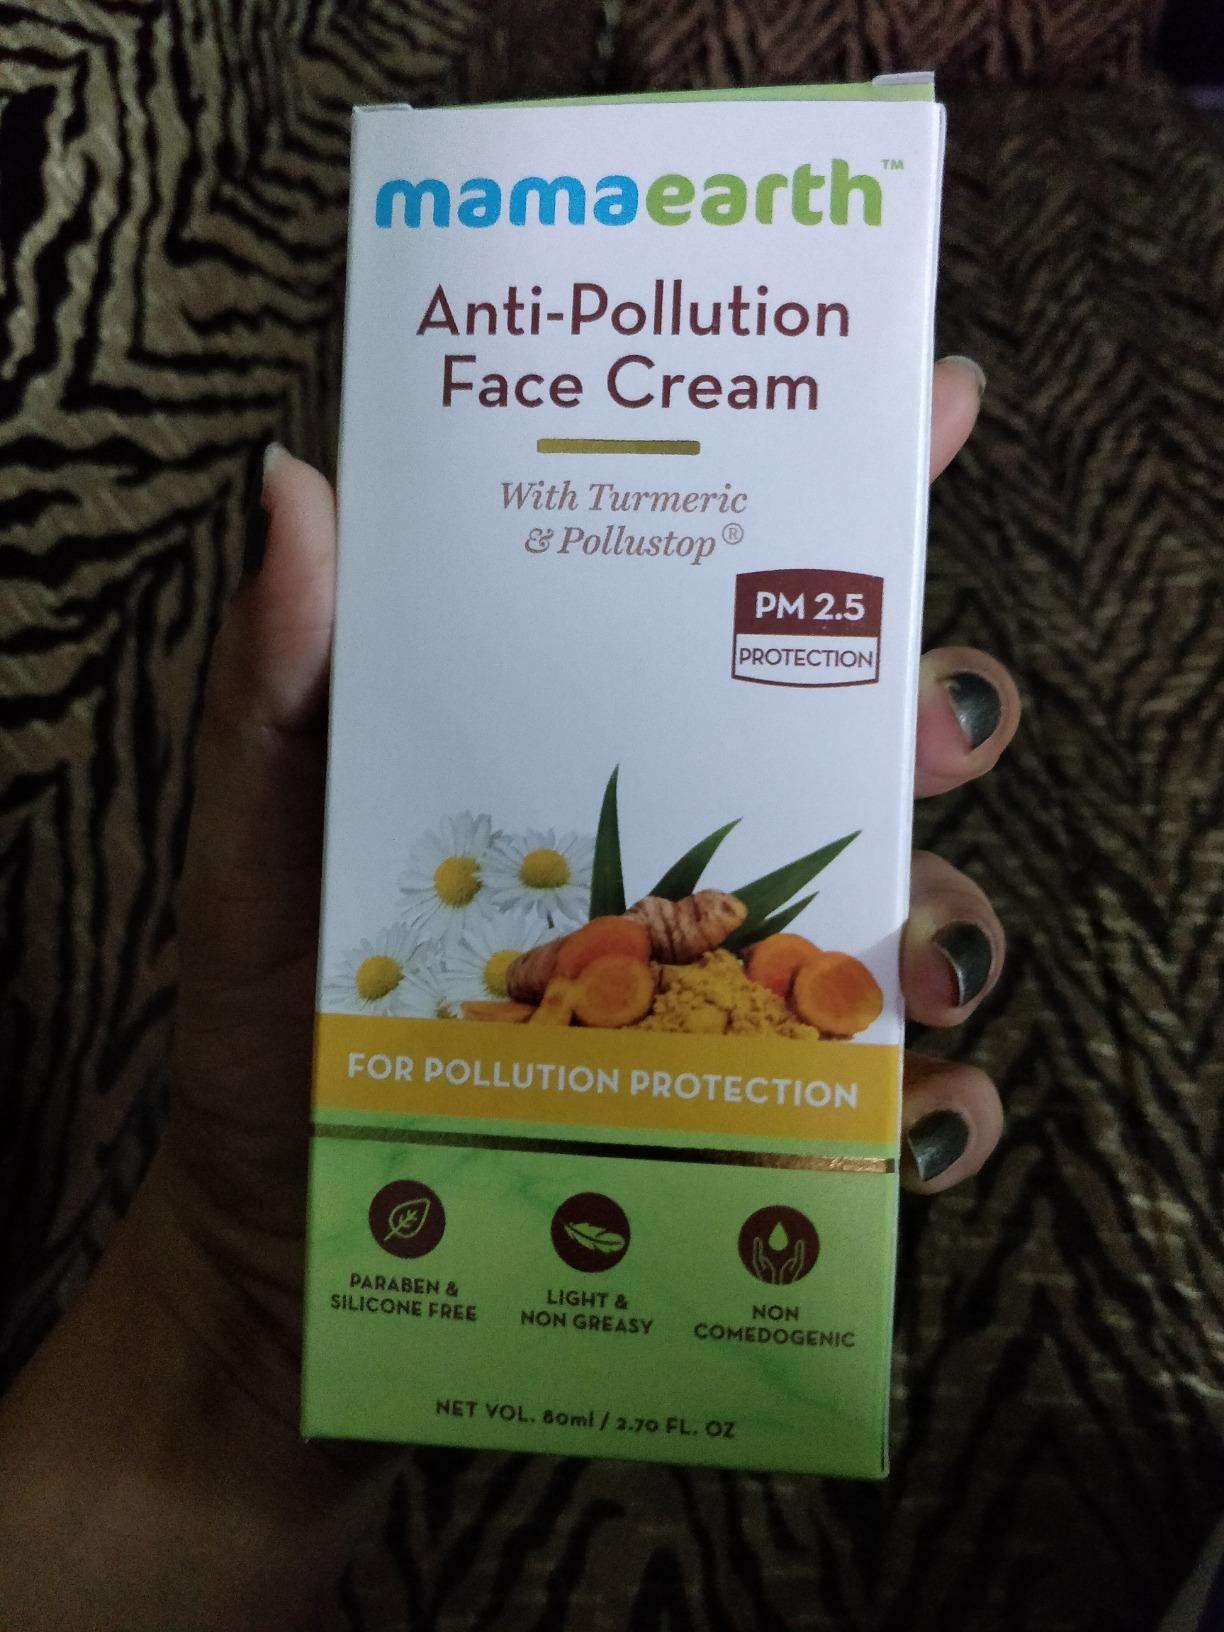 mamaearth™
Anti-Pollution
Face Cream
With Turmeric
& Pollustop®
PM 2.5
PROTECTION
FOR POLLUTION PROTECTION
PARABEN &
SILICONE FREE
LIGHT &
NON GREASY
NON
COMEDOGENIC
NET VOL. 80ml / 2.70 FL. OZ